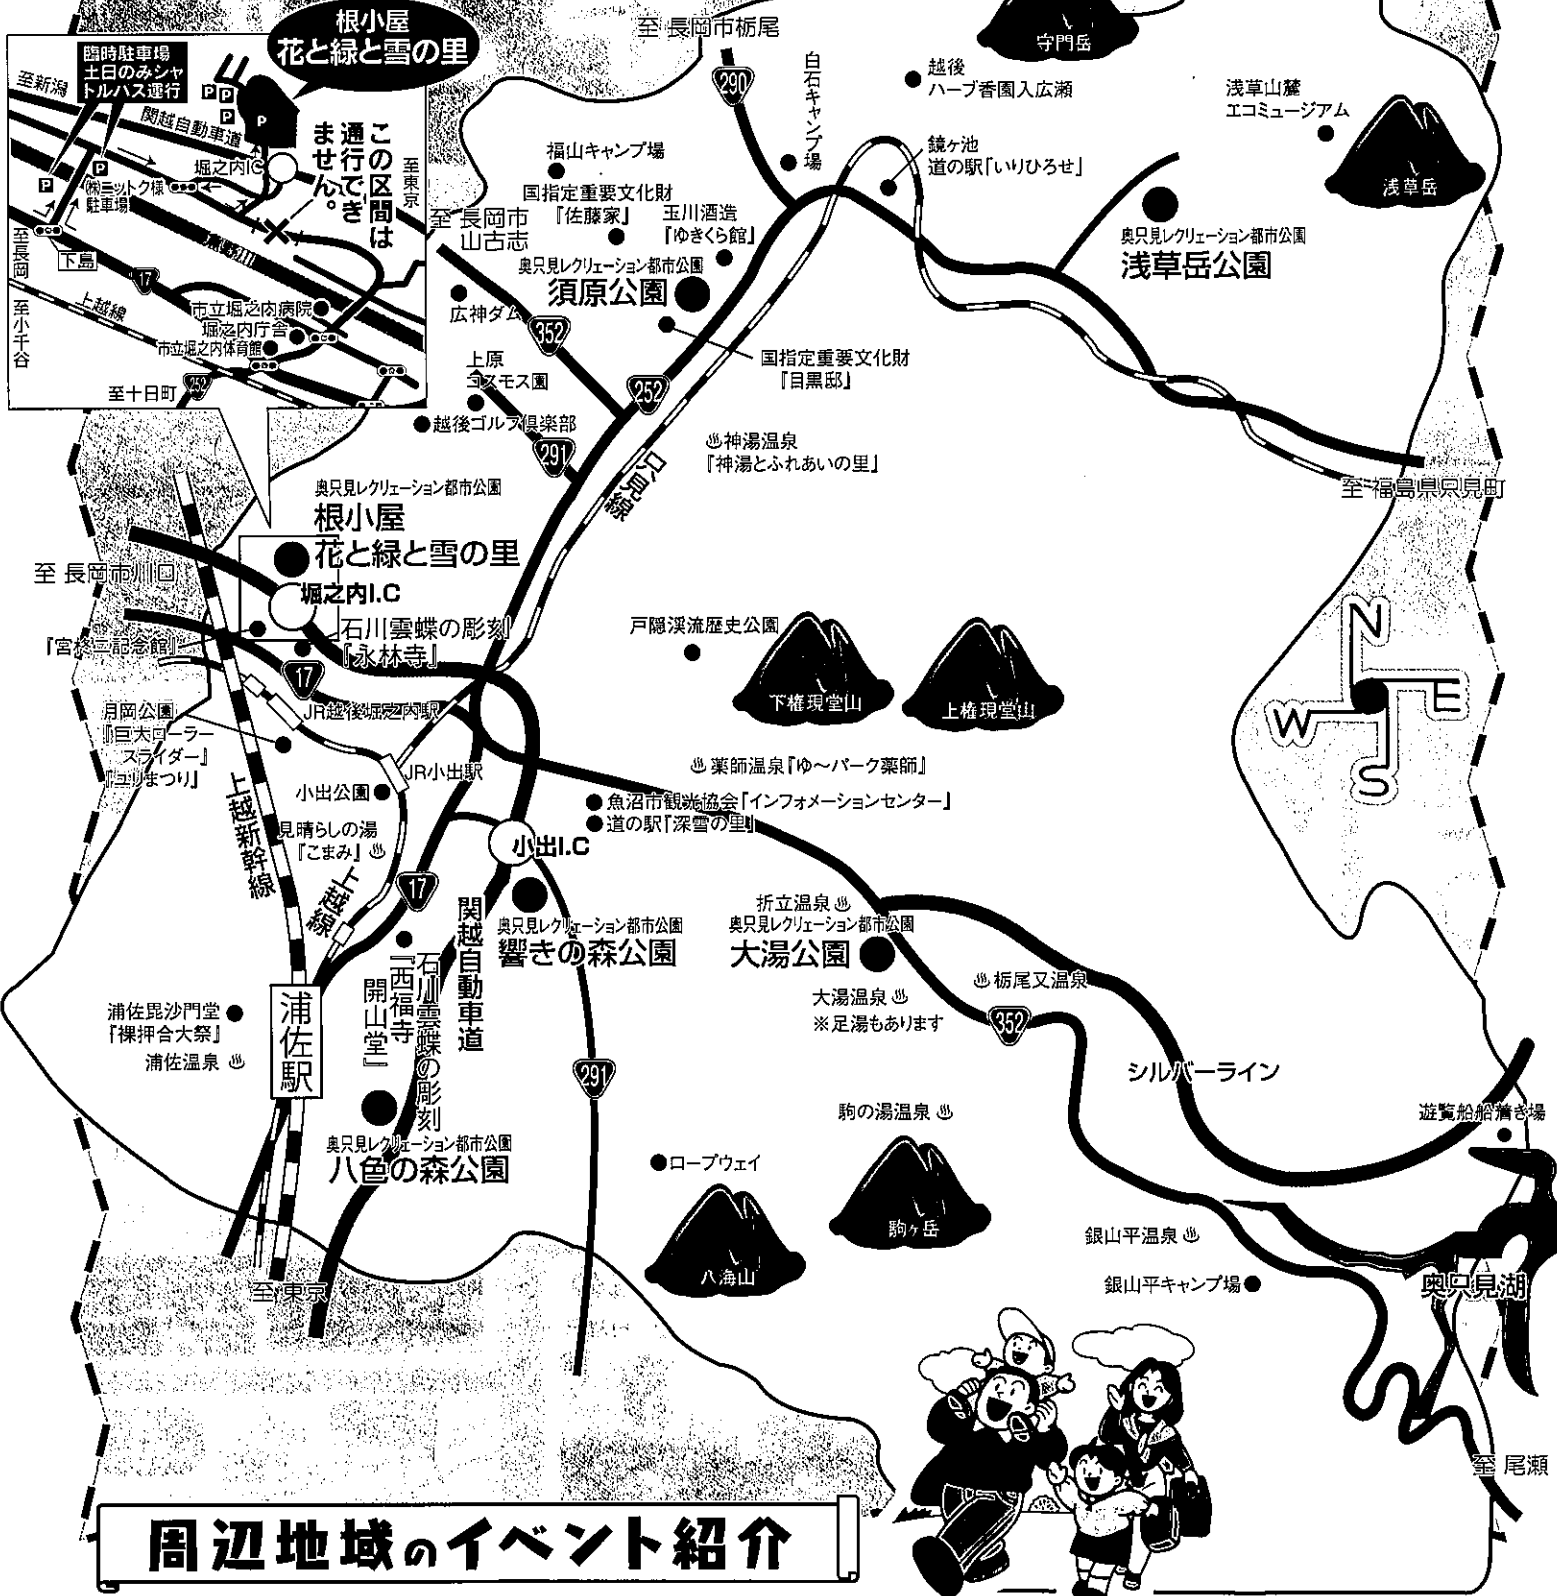 根小屋
花と緑と雪の里
臨時駐車場
土日のみシャ
トルバス運行
至新潟
関越自動車道
堀之内IC
この区間は
通行でき
ません。
至東京
㈱ニットク様
駐車場
魚野川
至長岡
至小千谷
下島
17
上越線
市立堀之内病院
堀之内庁舎
市立堀之内体育館
252
至十日町
P
P
P
P
P
P
至 長岡市栃尾
290
守門岳
白石キャンプ場
越後
ハーブ香園入広瀬
浅草山麓
エコミュージアム
浅草岳
鏡ヶ池
道の駅「いりひろせ」
福山キャンプ場
国指定重要文化財
『佐藤家』
玉川酒造
『ゆきくら館』
至 長岡市
山古志
奥只見レクリェーション都市公園
須原公園
奥只見レクリェーション都市公園
浅草岳公園
広神ダム
352
上原
コスモス園
252
国指定重要文化財
『目黒邸』
越後ゴルフ倶楽部
291
♨神湯温泉
『神湯とふれあいの里』
只見線
至 福島県只見町
奥只見レクリェーション都市公園
根小屋
花と緑と雪の里
至 長岡市川口
堀之内I.C
石川雲蝶の彫刻
『永林寺』
『宮柊二記念館』
17
戸隠渓流歴史公園
下権現堂山
上権現堂山
N
W
E
S
月岡公園
『巨大ローラー
スライダー』
『ユリまつり』
JR越後堀之内駅
JR小出駅
小出公園
♨薬師温泉『ゆ〜パーク薬師』
魚沼市観光協会「インフォメーションセンター」
道の駅「深雪の里」
見晴らしの湯
『こまみ』♨
上越新幹線
上越線
小出I.C
17
関越自動車道
奥只見レクリェーション都市公園
響きの森公園
折立温泉♨
奥只見レクリェーション都市公園
大湯公園
大湯温泉♨
※足湯もあります
♨栃尾又温泉
352
シルバーライン
浦佐毘沙門堂
『裸押合大祭』
浦佐温泉 ♨
浦佐駅
石川雲蝶の彫刻
『西福寺
開山堂』
291
奥只見レクリェーション都市公園
八色の森公園
駒の湯温泉♨
ロープウェイ
八海山
駒ヶ岳
遊覧船船着き場
銀山平温泉♨
銀山平キャンプ場
奥只見湖
至 東京
至 尾瀬
周辺地域のイベント紹介